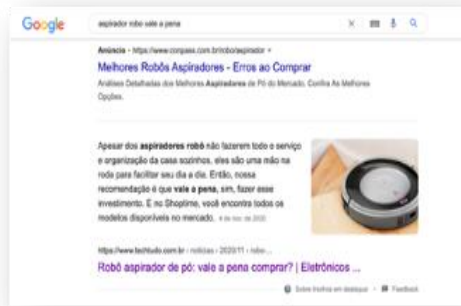 Google
aspirador robo vale a pena
Anúncio · https://www.compass.com.br/robo/aspirador
Melhores Robôs Aspiradores - Erros ao Comprar
Análises Detalhadas dos Melhores Aspiradores de Pó do Mercado. Confira As Melhores
Opções.
Apesar dos aspiradores robô não fazerem todo o serviço
e organização da casa sozinhos, eles são uma mão na
roda para facilitar seu dia a dia. Então, nossa
recomendação é que vale a pena, sim, fazer esse
investimento. E no Shoptime, você encontra todos os
modelos disponíveis no mercado.
https://www.techtudo.com.br › noticias › 2020/11 › robo...
Robô aspirador de pó: vale a pena comprar? | Eletrônicos ...
Sobre trechos em destaque · Feedback